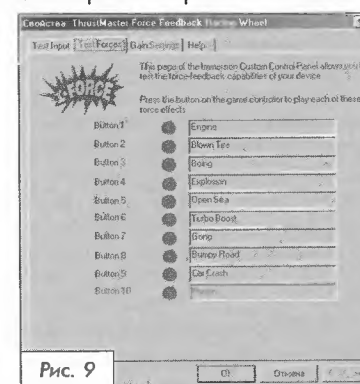 Свойства: ThrustMaster Force Feedback Racing Wheel
Test Input Test Forces Gain Settings Help
This page of the Immersion Custom Control Panel allows you
test the force-feedback capabilities of your device
I-FORCE
Press the button on the game controller to play each of these
force effects
Button 1 Engine
Button 2 Blown Tire
Button 3 Boing
Button 4 Explosion
Button 5 Open Sea
Button 6 Turbo Boost
Button 7 Gong
Button 8 Bumpy Road
Button 9 Car Crash
Button 10
OK Отмена
Рис. 9